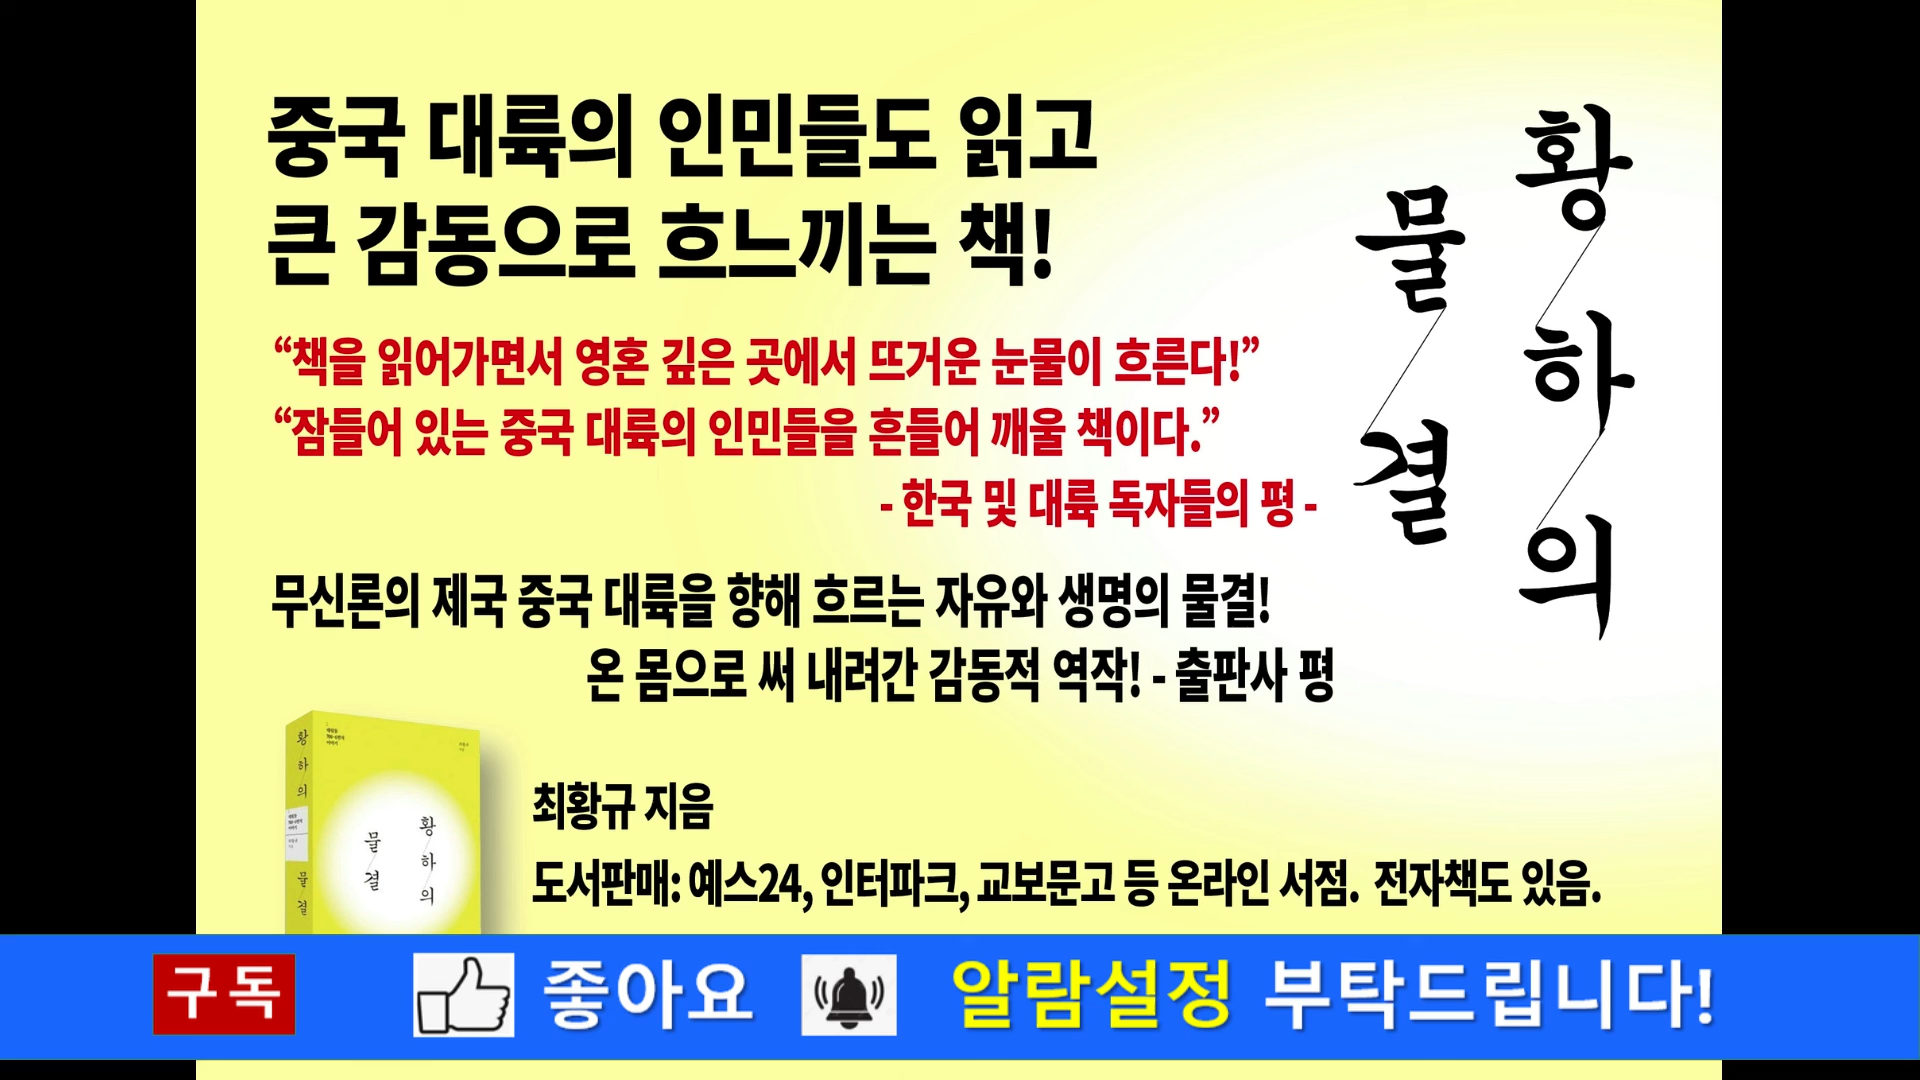 중국 대륙의 인민들도 읽고
큰 감동으로 흐느끼는 책!
황하의
물결
“책을 읽어가면서 영혼 깊은 곳에서 뜨거운 눈물이 흐른다!”
“잠들어 있는 중국 대륙의 인민들을 흔들어 깨울 책이다.”
- 한국 및 대륙 독자들의 평 -
무신론의 제국 중국 대륙을 향해 흐르는 자유와 생명의 물결!
온 몸으로 써 내려간 감동적 역작! - 출판사 평
황하의 물결
황하의
물결
최황규 지음
도서판매: 예스24, 인터파크, 교보문고 등 온라인 서점. 전자책도 있음.
구독 좋아요 알람설정 부탁드립니다!